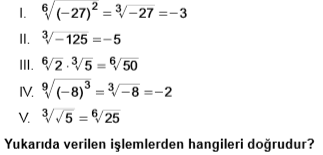 I. ⁶√(−27)² = ³√−27 = −3
II. ³√−125 = −5
III. ⁶√2 · ³√5 = ⁶√50
IV. ⁹√(−8)³ = ³√−8 = −2
V. ³√√5 = ⁶√25
Yukarıda verilen işlemlerden hangileri doğrudur?